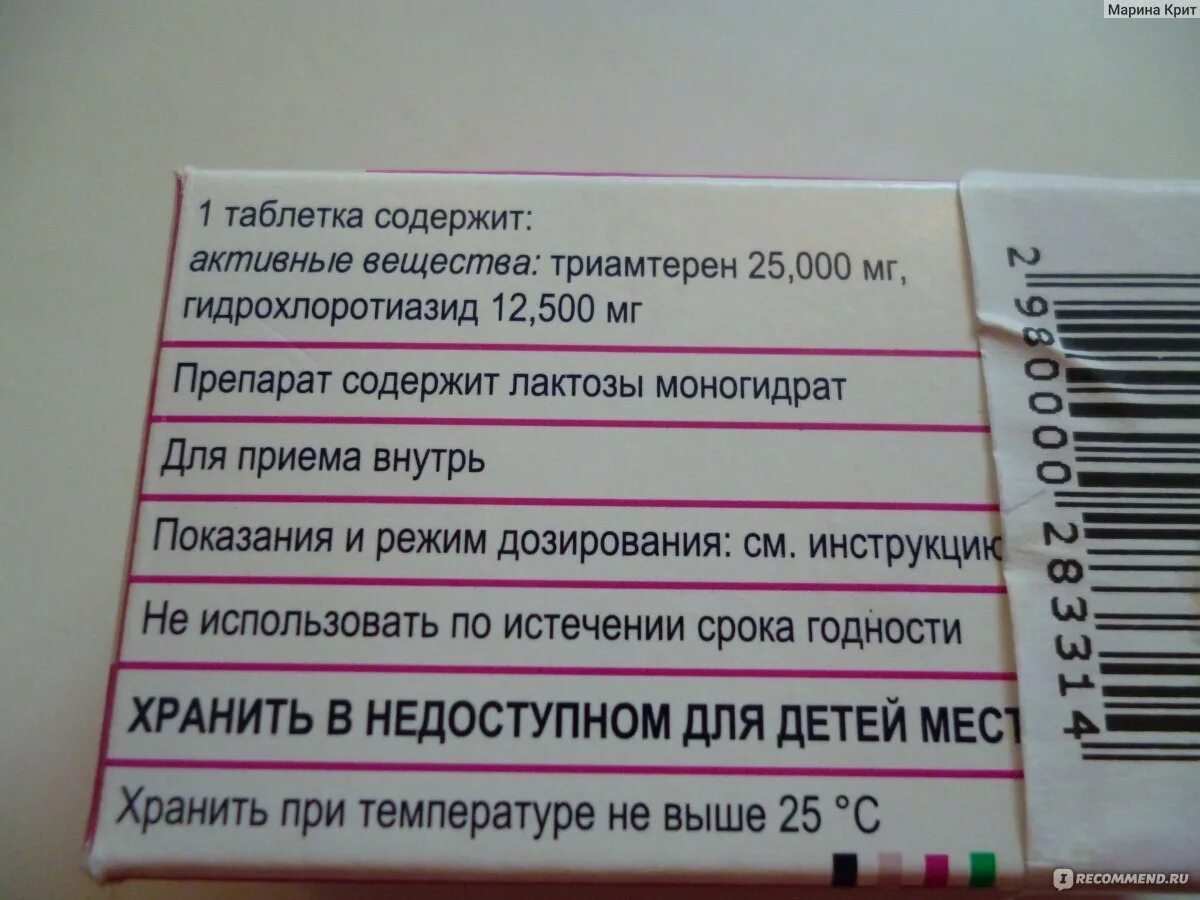 Марина Крит
1 таблетка содержит:
активные вещества: триамтерен 25,000 мг,
гидрохлоротиазид 12,500 мг
Препарат содержит лактозы моногидрат
Для приема внутрь
Показания и режим дозирования: см. инструкцию
Не использовать по истечении срока годности
ХРАНИТЬ В НЕДОСТУПНОМ ДЛЯ ДЕТЕЙ МЕСТ
Хранить при температуре не выше 25 °C
2980000283314
IRECOMMEND.RU